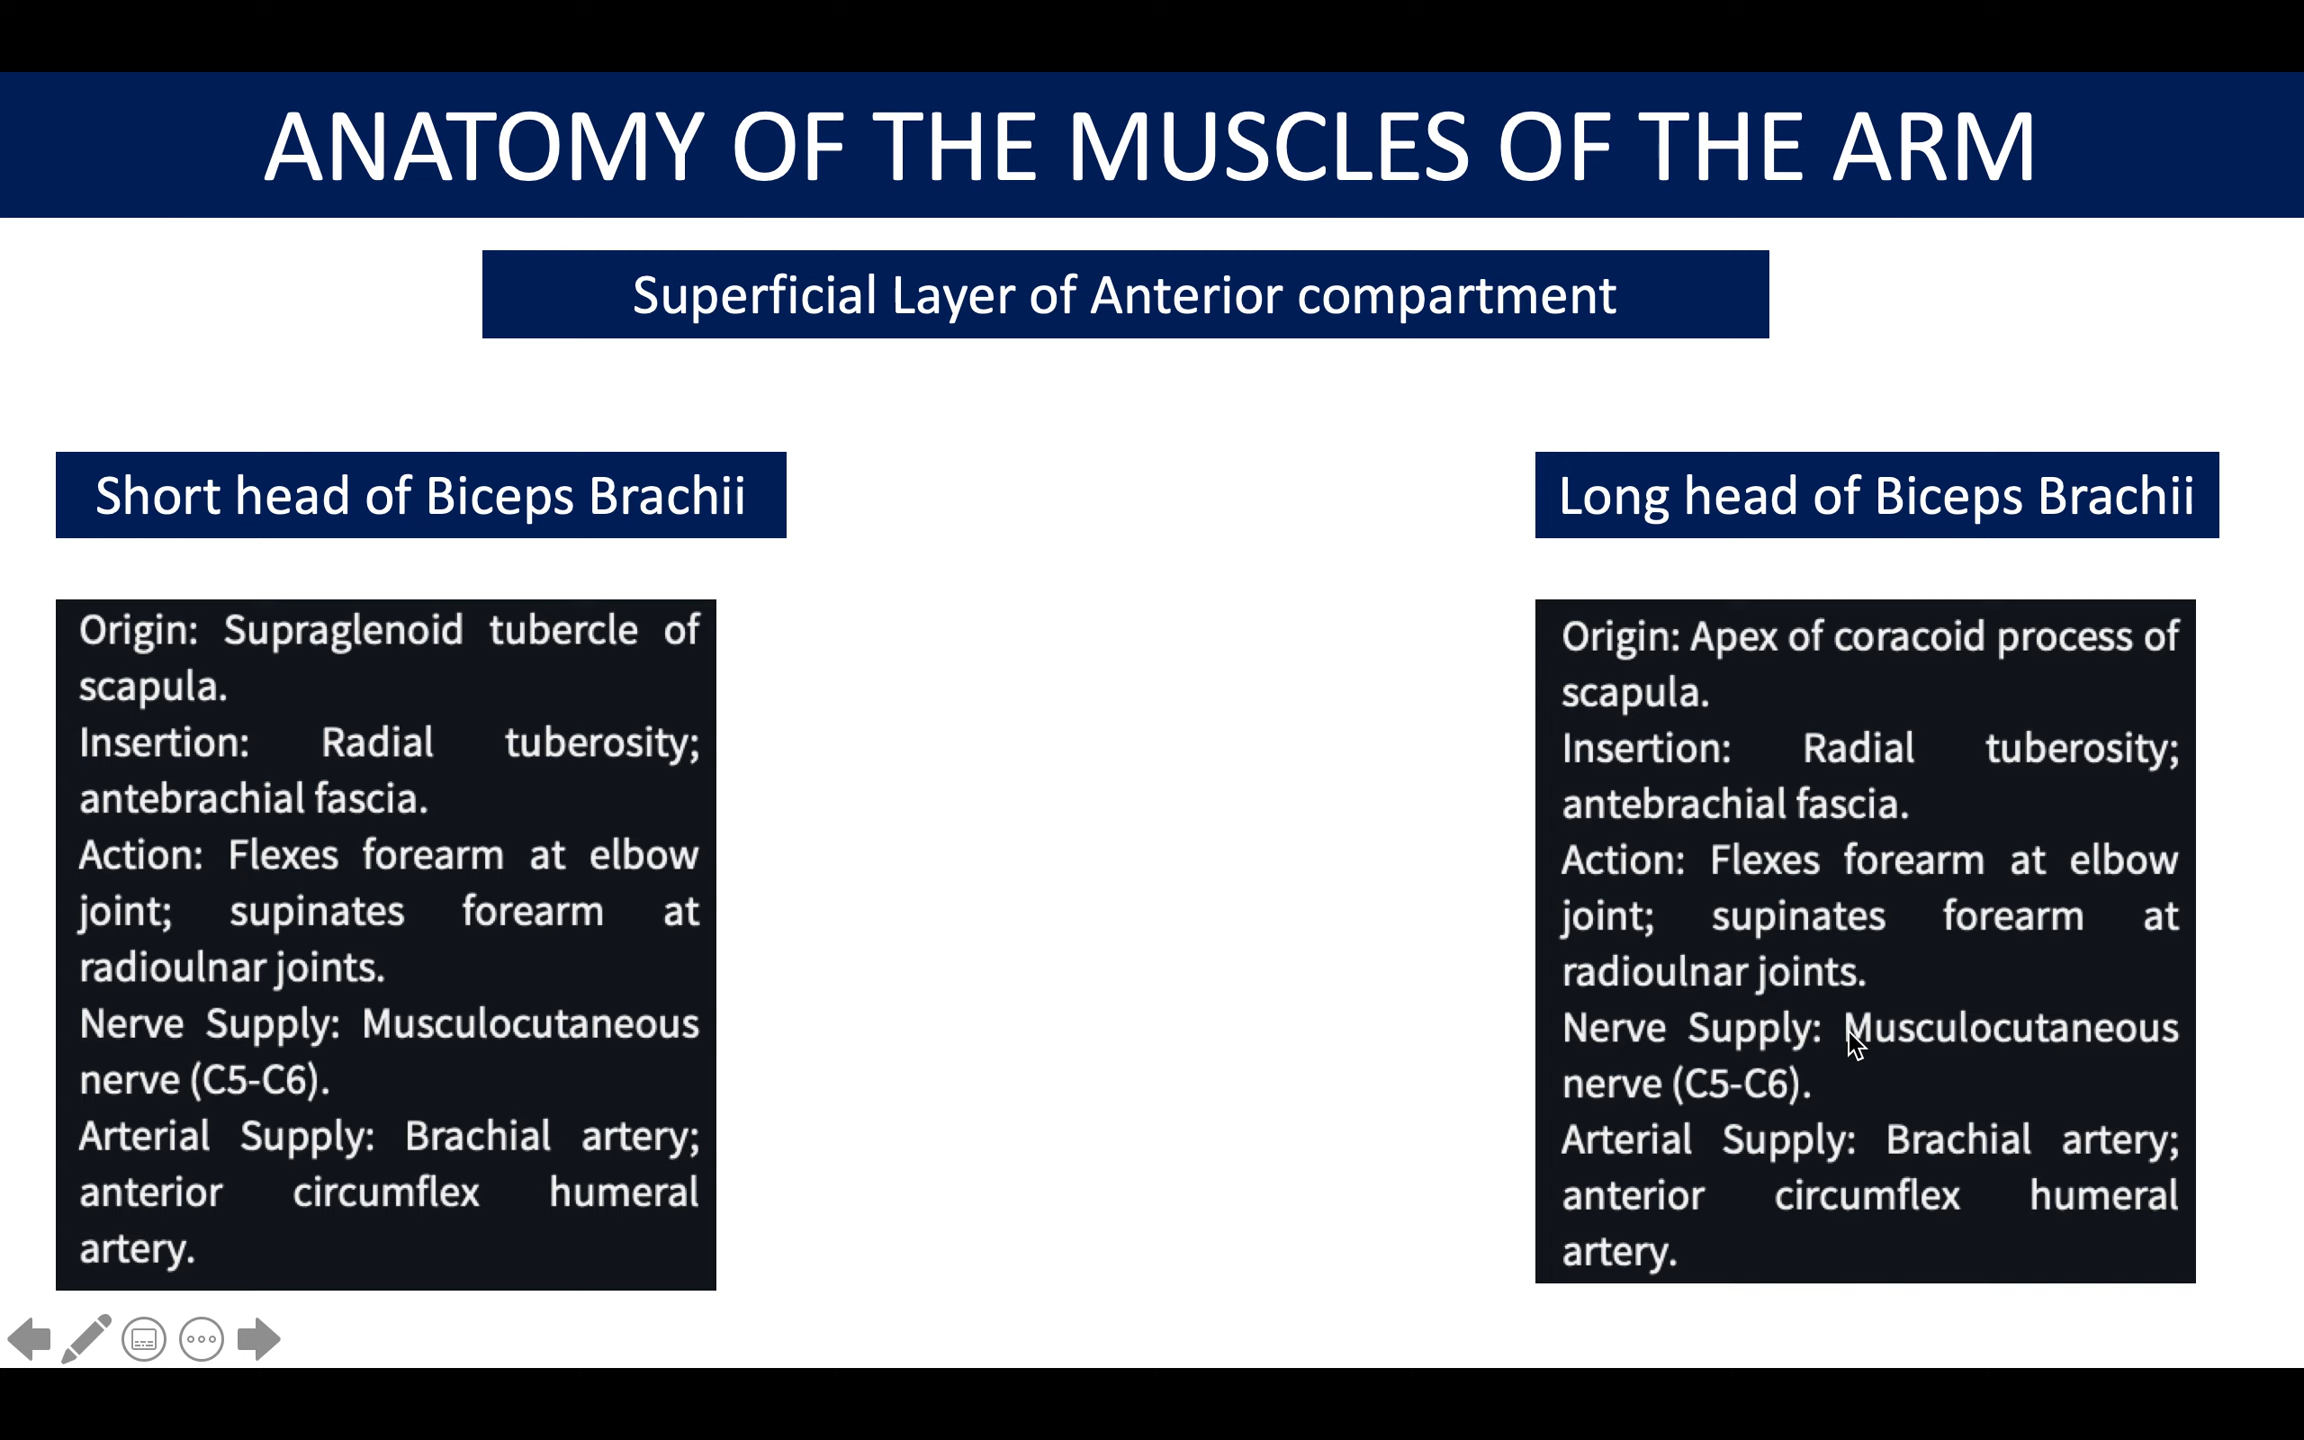 ANATOMY OF THE MUSCLES OF THE ARM
Superficial Layer of Anterior compartment
Short head of Biceps Brachii
Origin: Supraglenoid tubercle of
scapula.
Insertion: Radial tuberosity;
antebrachial fascia.
Action: Flexes forearm at elbow
joint; supinates forearm at
radioulnar joints.
Nerve Supply: Musculocutaneous
nerve (C5-C6).
Arterial Supply: Brachial artery;
anterior circumflex humeral
artery.
Long head of Biceps Brachii
Origin: Apex of coracoid process of
scapula.
Insertion: Radial tuberosity;
antebrachial fascia.
Action: Flexes forearm at elbow
joint; supinates forearm at
radioulnar joints.
Nerve Supply: Musculocutaneous
nerve (C5-C6).
Arterial Supply: Brachial artery;
anterior circumflex humeral
artery.